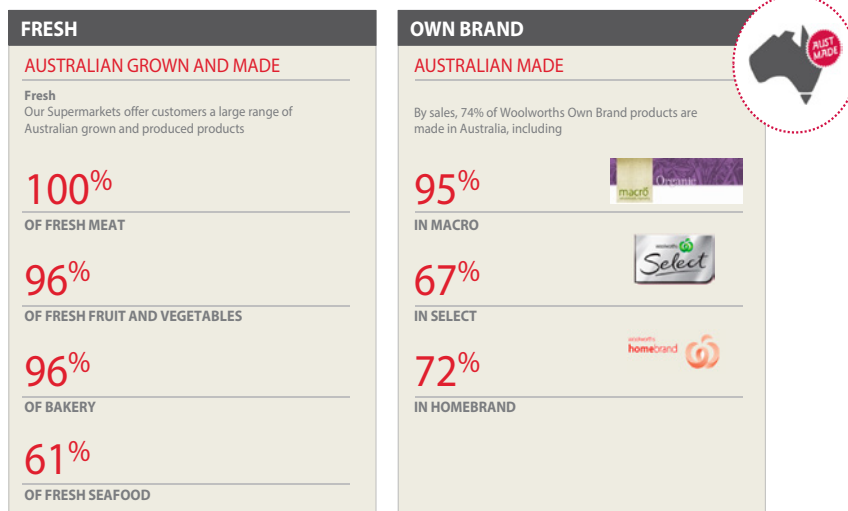 FRESH
AUSTRALIAN GROWN AND MADE
Fresh
Our Supermarkets offer customers a large range of
Australian grown and produced products
100%
OF FRESH MEAT
96%
OF FRESH FRUIT AND VEGETABLES
96%
OF BAKERY
61%
OF FRESH SEAFOOD
OWN BRAND
AUST
MADE
AUSTRALIAN MADE
By sales, 74% of Woolworths Own Brand products are
made in Australia, including
95%
macro
Organic
IN MACRO
woolworths
Select
67%
IN SELECT
woolworths
homebrand
72%
IN HOMEBRAND